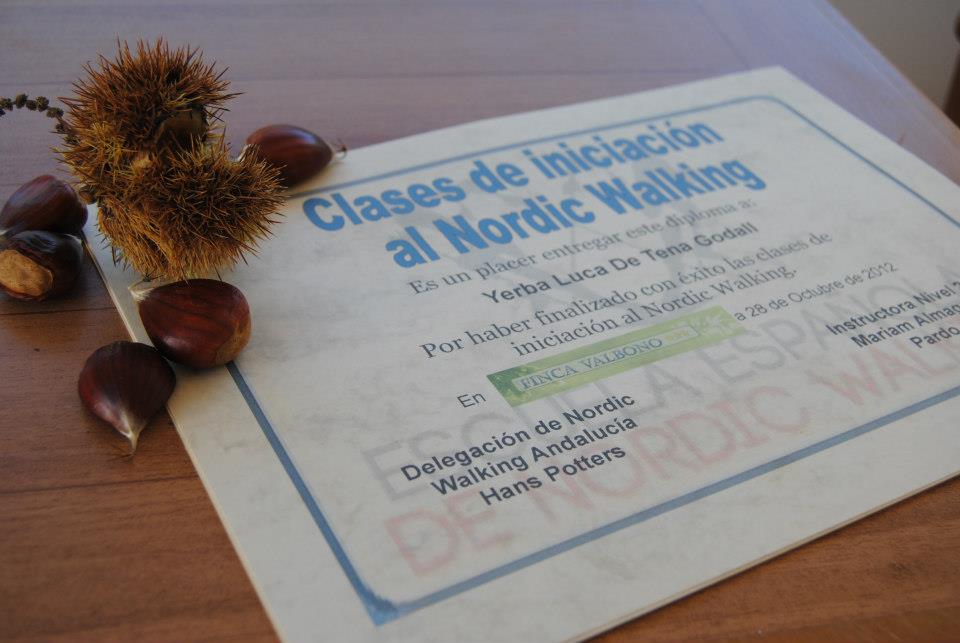 Clases de iniciación
al Nordic Walking
Es un placer entregar este diploma a:
Yerba Luca De Tena Godall
Por haber finalizado con éxito las clases de
iniciación al Nordic Walking.
En FINCA VALBONO a 28 de Octubre de 2012
Delegación de Nordic
Walking Andalucía
Hans Potters
Instructora Nivel
Mariam
Pardo
ESCUELA ESPAÑOLA
DE NORDIC